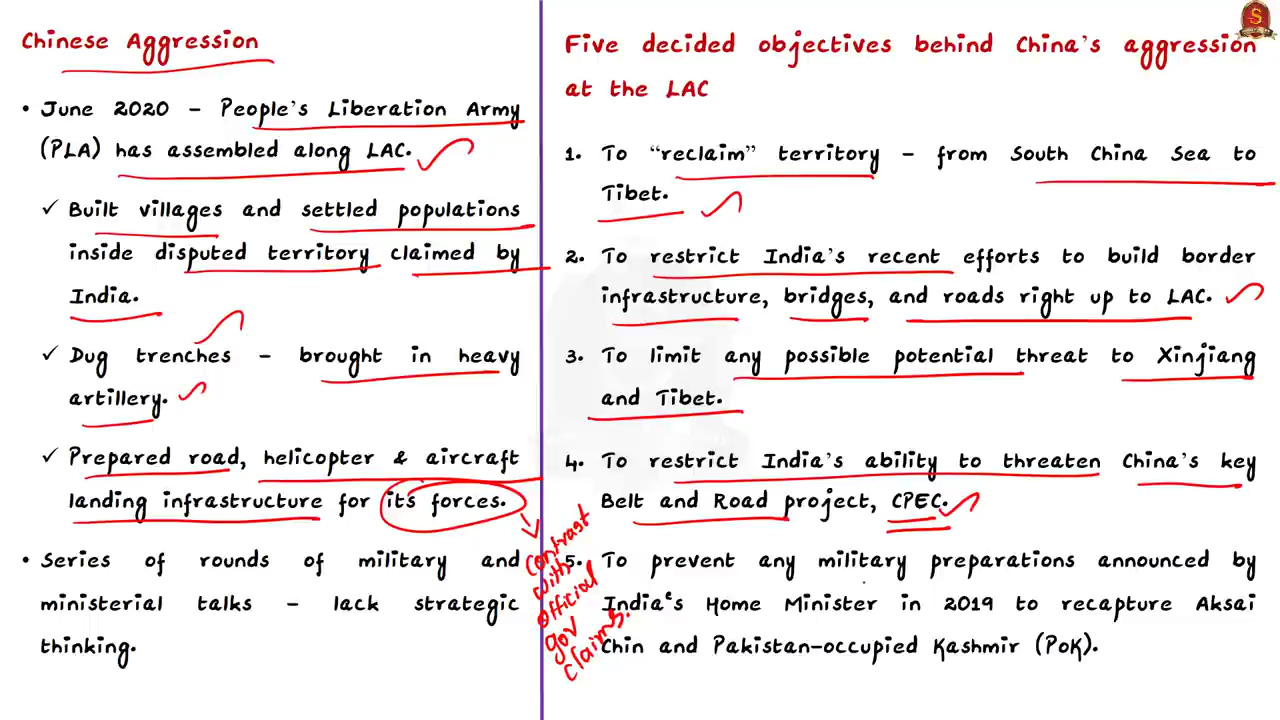 Chinese Aggression
• June 2020 – People's Liberation Army
(PLA) has assembled along LAC.
✓ Built villages and settled populations
inside disputed territory claimed by
India.
✓ Dug trenches – brought in heavy
artillery.
✓ Prepared road, helicopter & aircraft
landing infrastructure for its forces.
• Series of rounds of military and
ministerial talks – lack strategic
thinking.
contrast
with
official
gov
claims.
Five decided objectives behind China's aggression
at the LAC
1. To “reclaim” territory – from South China Sea to
Tibet.
2. To restrict India's recent efforts to build border
infrastructure, bridges, and roads right up to LAC.
3. To limit any possible potential threat to Xinjiang
and Tibet.
4. To restrict India's ability to threaten China's key
Belt and Road project, CPEC.
5. To prevent any military preparations announced by
India's Home Minister in 2019 to recapture Aksai
Chin and Pakistan-occupied Kashmir (PoK).
S